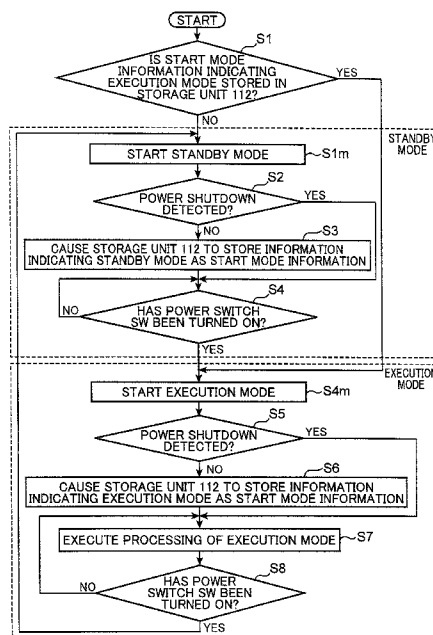 START
S1
IS START MODE
INFORMATION INDICATING
EXECUTION MODE STORED IN
STORAGE UNIT 112?
YES
NO
STANDBY
MODE
START STANDBY MODE
S1m
S2
POWER SHUTDOWN
DETECTED?
YES
NO
S3
CAUSE STORAGE UNIT 112 TO STORE INFORMATION
INDICATING STANDBY MODE AS START MODE INFORMATION
S4
NO
HAS POWER SWITCH
SW BEEN TURNED ON?
YES
EXECUTION
MODE
START EXECUTION MODE
S4m
S5
POWER SHUTDOWN
DETECTED?
YES
NO
S6
CAUSE STORAGE UNIT 112 TO STORE INFORMATION
INDICATING EXECUTION MODE AS START MODE INFORMATION
EXECUTE PROCESSING OF EXECUTION MODE
S7
S8
NO
HAS POWER
SWITCH SW BEEN
TURNED ON?
YES